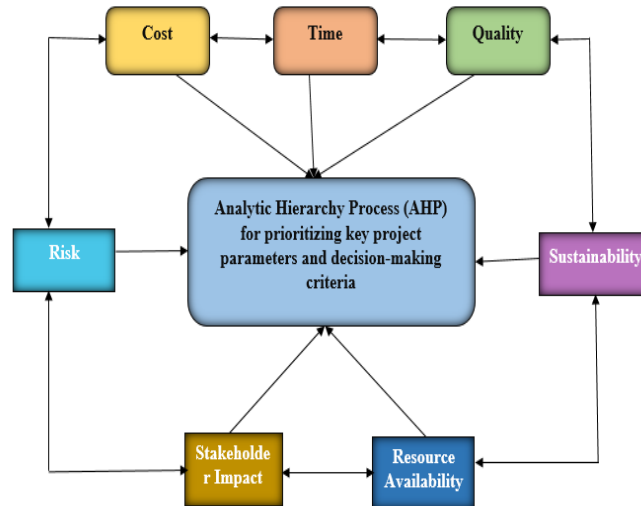 Cost
Time
Quality
Analytic Hierarchy Process (AHP)
for prioritizing key project
parameters and decision-making
criteria
Risk
Sustainability
Stakeholde
r Impact
Resource
Availability